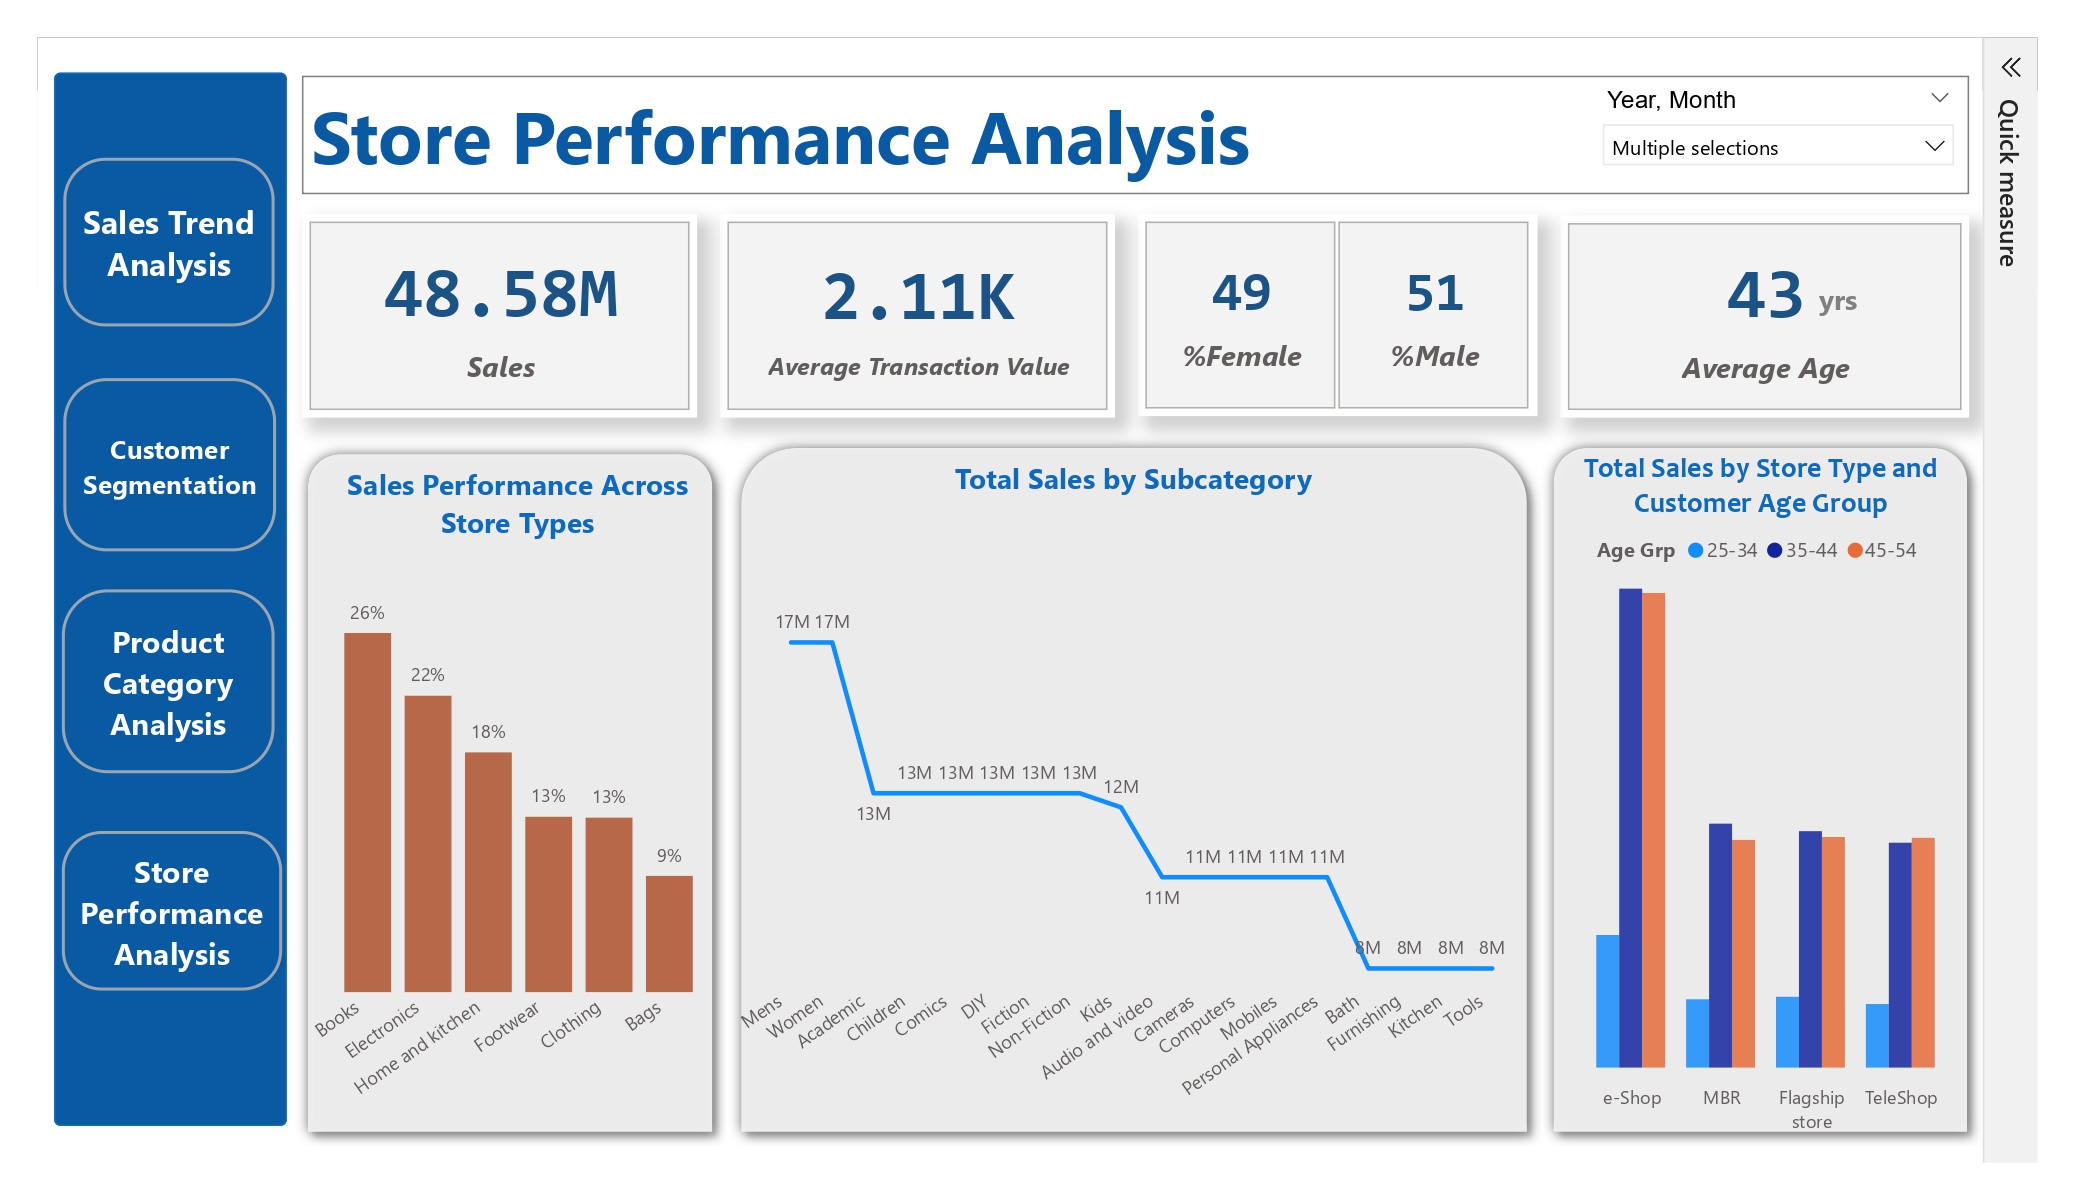 Store Performance Analysis
Year, Month
Multiple selections
Quick measure
Sales Trend
Analysis
Customer
Segmentation
Product
Category
Analysis
Store
Performance
Analysis
48.58M
Sales
2.11K
Average Transaction Value
49
%Female
51
%Male
43 yrs
Average Age
Sales Performance Across
Store Types
26%
22%
18%
13%
13%
9%
Books
Electronics
Home and kitchen
Footwear
Clothing
Bags
Total Sales by Subcategory
17M 17M
13M
13M 13M 13M 13M 13M
12M
11M
11M 11M 11M 11M
8M 8M 8M 8M
Mens
Women
Academic
Children
Comics
DIY
Fiction
Non-Fiction
Kids
Audio and video
Cameras
Computers
Mobiles
Personal Appliances
Bath
Furnishing
Kitchen
Tools
Total Sales by Store Type and
Customer Age Group
Age Grp 25-34 35-44 45-54
e-Shop
MBR
Flagship
store
TeleShop